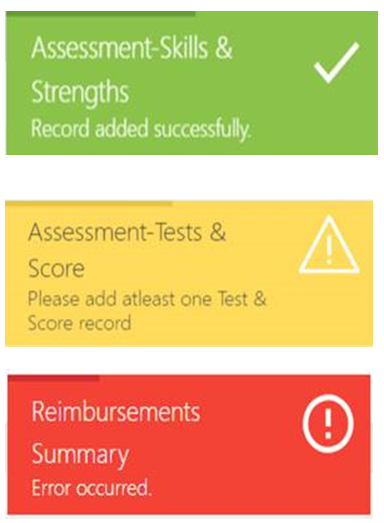 Assessment-Skills &
Strengths
Record added successfully.
Assessment-Tests &
Score
Please add atleast one Test &
Score record
Reimbursements
Summary
Error occurred.